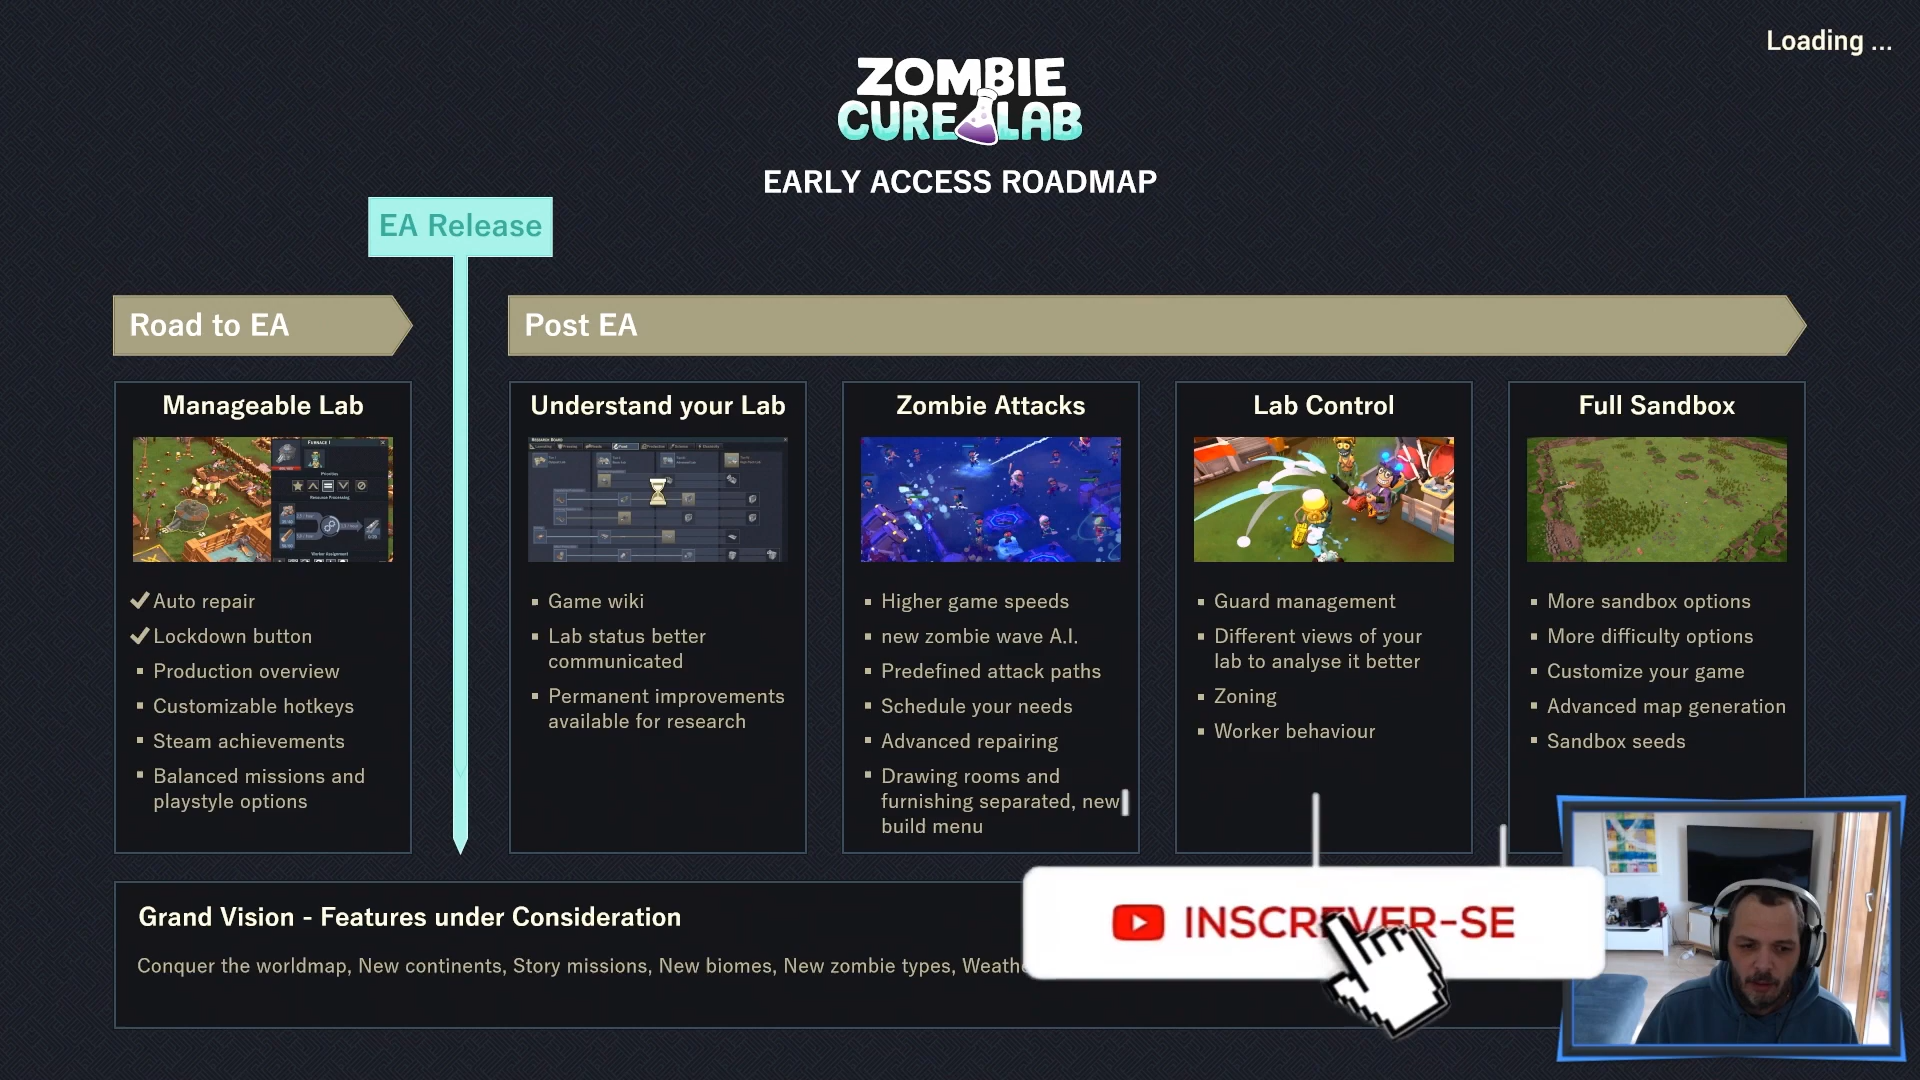 Loading ...
ZOMBIE
CURE LAB
EARLY ACCESS ROADMAP
EA Release
Road to EA
Post EA
Manageable Lab
Auto repair
Lockdown button
Production overview
Customizable hotkeys
Steam achievements
Balanced missions and
playstyle options
Understand your Lab
Game wiki
Lab status better
communicated
Permanent improvements
available for research
Zombie Attacks
Higher game speeds
new zombie wave A.I.
Predefined attack paths
Schedule your needs
Advanced repairing
Drawing rooms and
furnishing separated, new
build menu
Lab Control
Guard management
Different views of your
lab to analyse it better
Zoning
Worker behaviour
Full Sandbox
More sandbox options
More difficulty options
Customize your game
Advanced map generation
Sandbox seeds
Grand Vision - Features under Consideration
Conquer the worldmap, New continents, Story missions, New biomes, New zombie types,
INSCREVER-SE